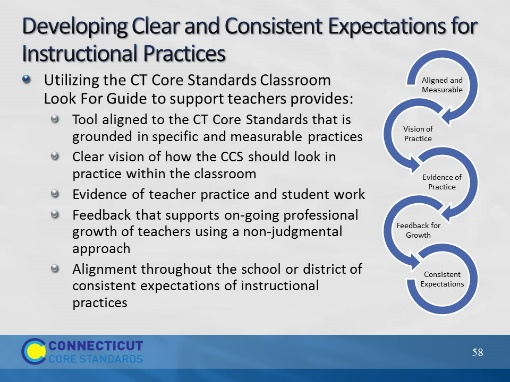 Developing Clear and Consistent Expectations for
Instructional Practices
Utilizing the CT Core Standards Classroom
Look For Guide to support teachers provides:
Tool aligned to the CT Core Standards that is
grounded in specific and measurable practices
Clear vision of how the CCS should look in
practice within the classroom
Evidence of teacher practice and student work
Feedback that supports on-going professional
growth of teachers using a non-judgmental
approach
Alignment throughout the school or district of
consistent expectations of instructional
practices
Aligned and
Measurable
Vision of
Practice
Evidence of
Practice
Feedback for
Growth
Consistent
Expectations
CONNECTICUT
CORE STANDARDS
58